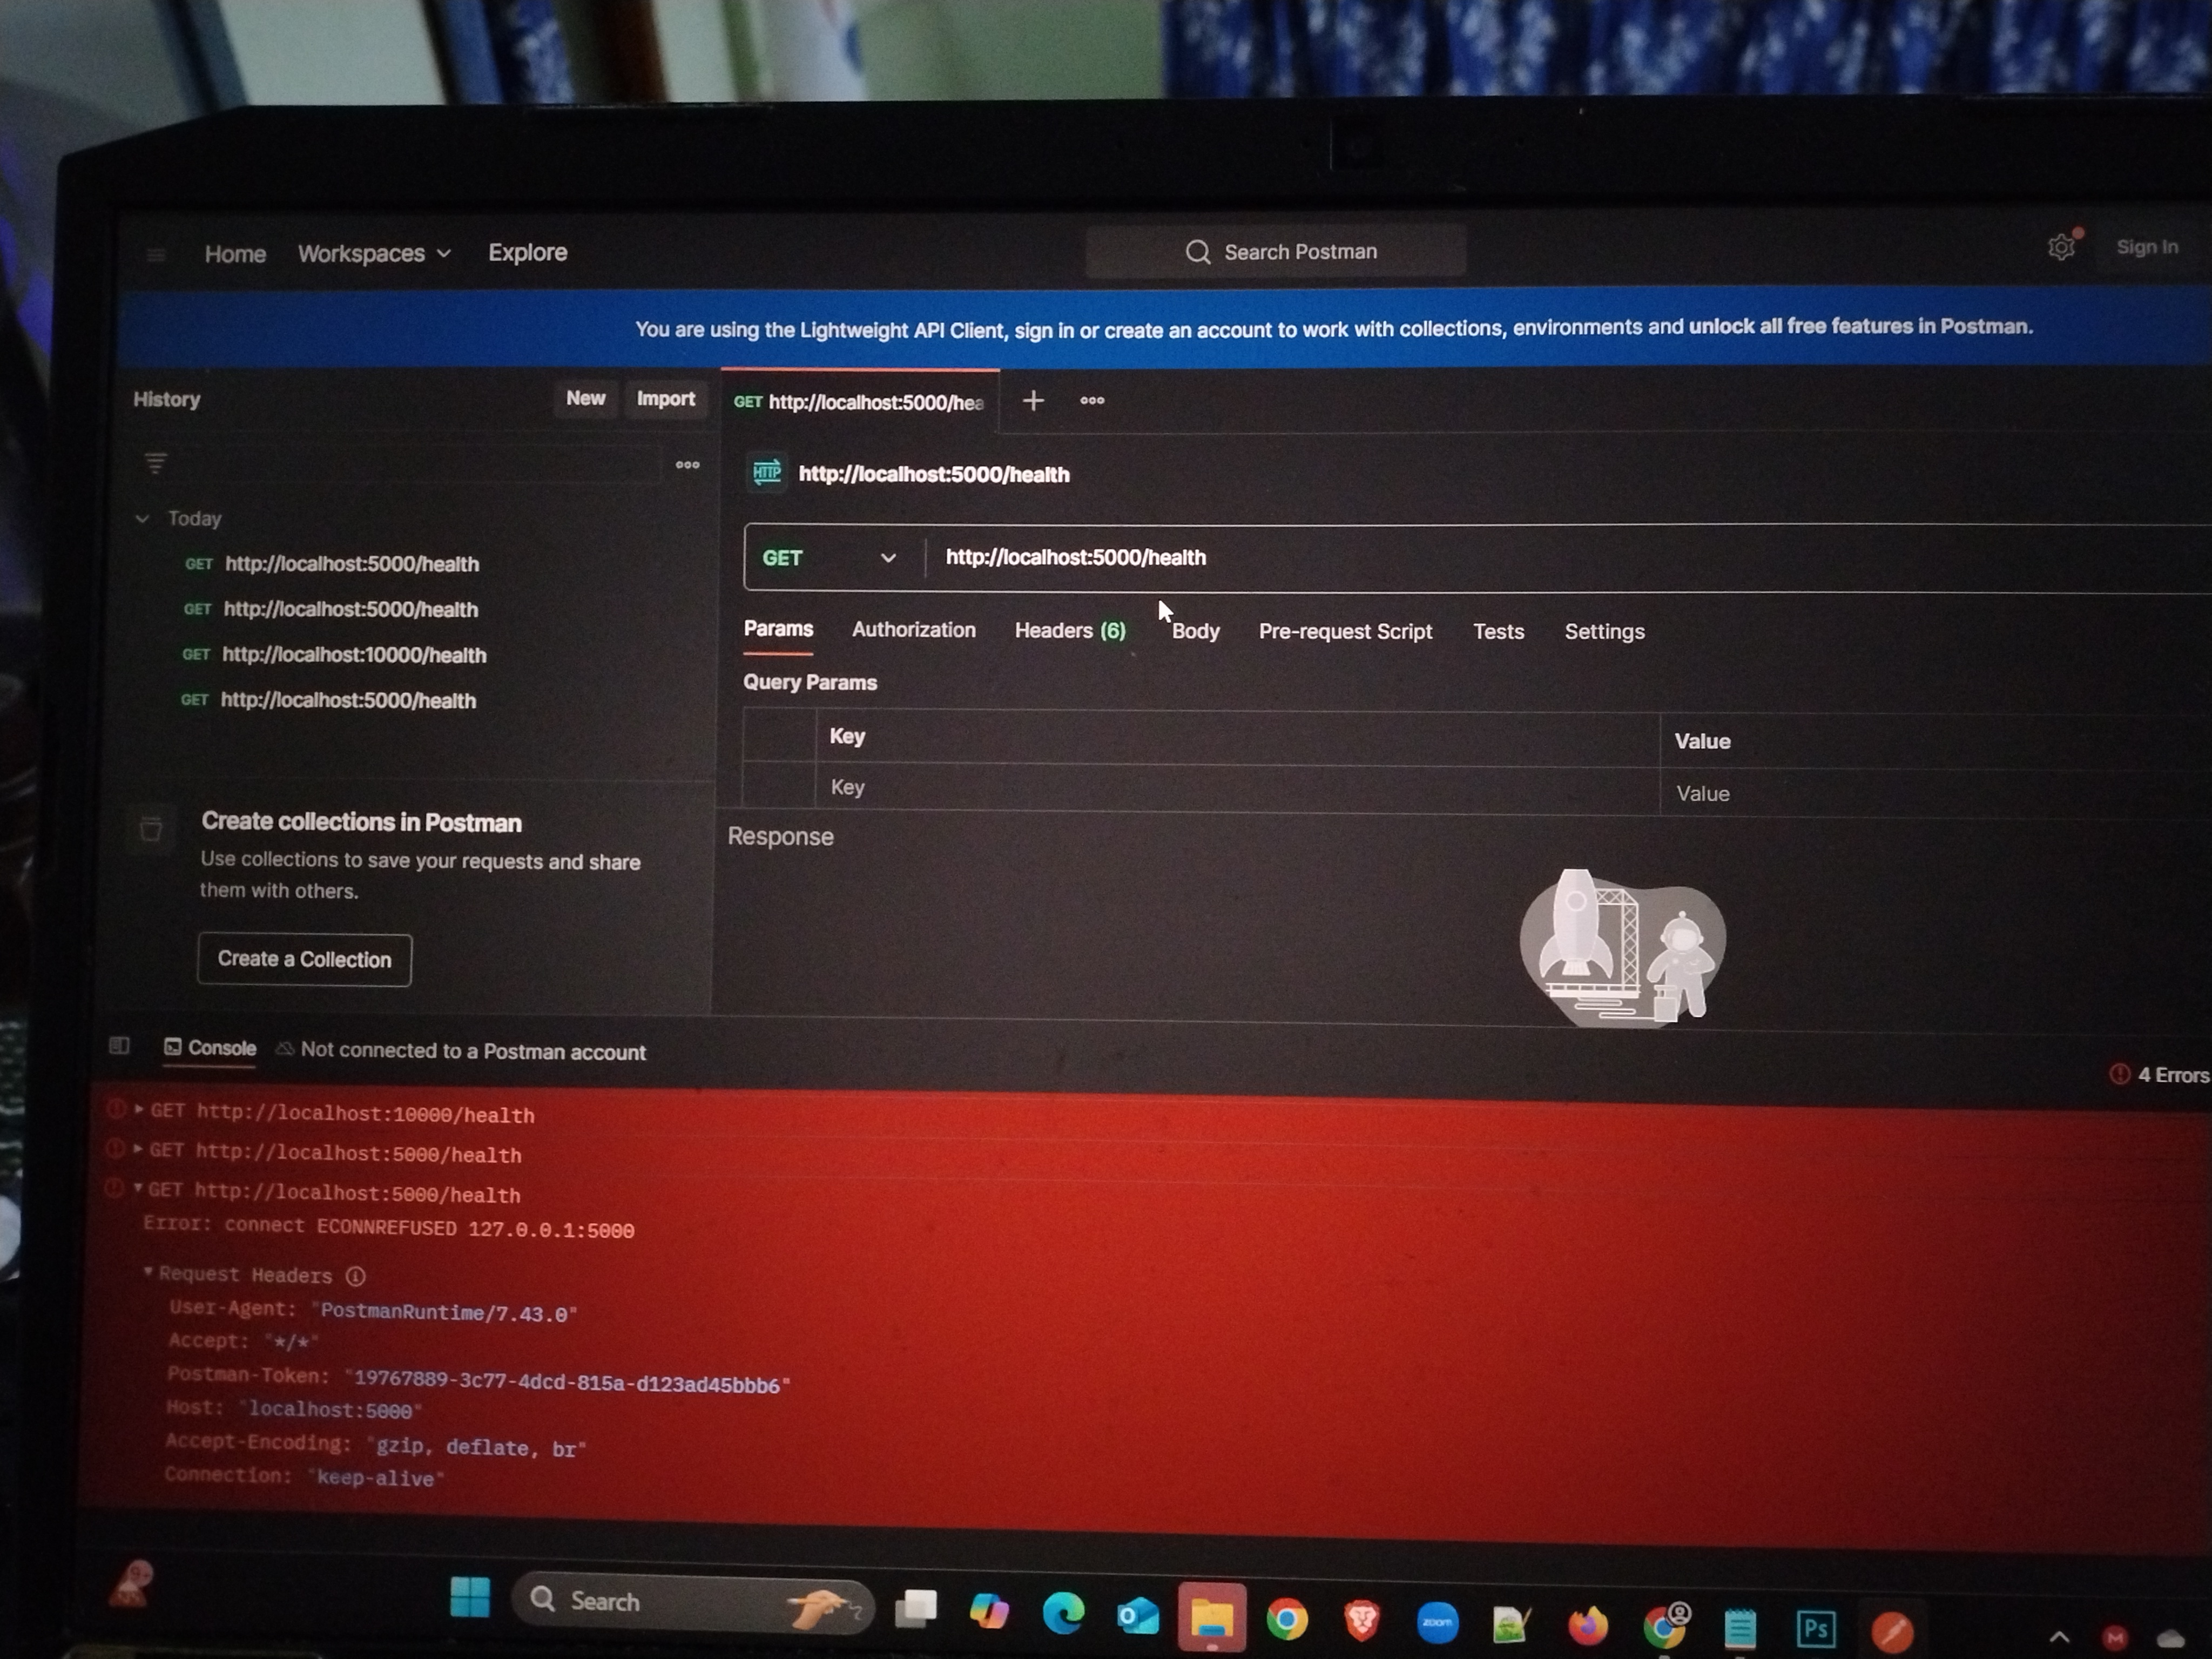 Home Workspaces Explore
Search Postman
Sign In
You are using the Lightweight API Client, sign in or create an account to work with collections, environments and unlock all free features in Postman.
History New Import
Today
GET http://localhost:5000/health
GET http://localhost:5000/health
GET http://localhost:10000/health
GET http://localhost:5000/health
Create collections in Postman
Use collections to save your requests and share
them with others.
Create a Collection
GET http://localhost:5000/hea
HTTP http://localhost:5000/health
GET http://localhost:5000/health
Params Authorization Headers (6) Body Pre-request Script Tests Settings
Query Params
Key Value
Key Value
Response
Console Not connected to a Postman account
4 Errors
GET http://localhost:10000/health
GET http://localhost:5000/health
GET http://localhost:5000/health
Error: connect ECONNREFUSED 127.0.0.1:5000
Request Headers
User-Agent: "PostmanRuntime/7.43.0"
Accept: "*/*"
Postman-Token: "19767889-3c77-4dcd-815a-d123ad45bbb6"
Host: "localhost:5000"
Accept-Encoding: "gzip, deflate, br"
Connection: "keep-alive"
9+
Search
zoom
Ps
M